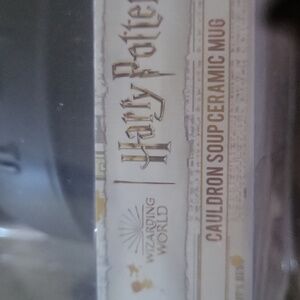 WIZARDING
WORLD
Harry Potter
CAULDRON SOUP CERAMIC MUG